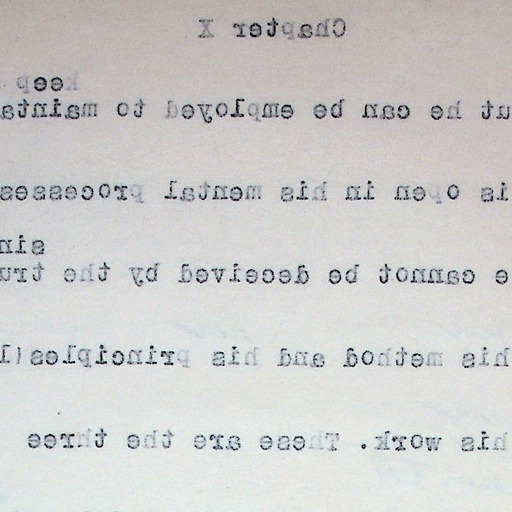 Chapter X
keep
ut he can be employed to mainta
is open in his mental processes
sin
e cannot be deceived by the tru
his method and his principles(l
his work. These are the three